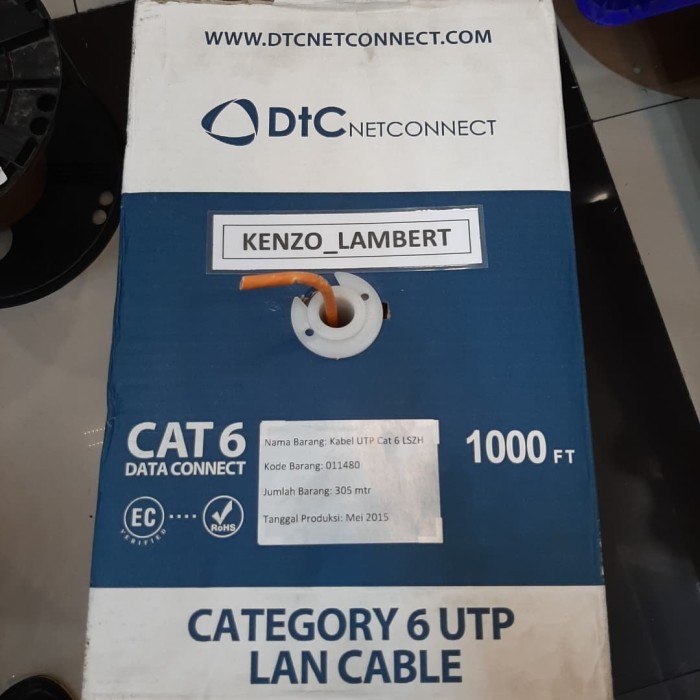 WWW.DTCNETCONNECT.COM
DtC NETCONNECT
KENZO_LAMBERT
CAT 6
DATA CONNECT
Nama Barang: Kabel UTP Cat 6 LSZH
Kode Barang: 011480
Jumlah Barang: 305 mtr
Tanggal Produksi: Mei 2015
1000 FT
EC
VERIFIED
RoHS
CATEGORY 6 UTP
LAN CABLE